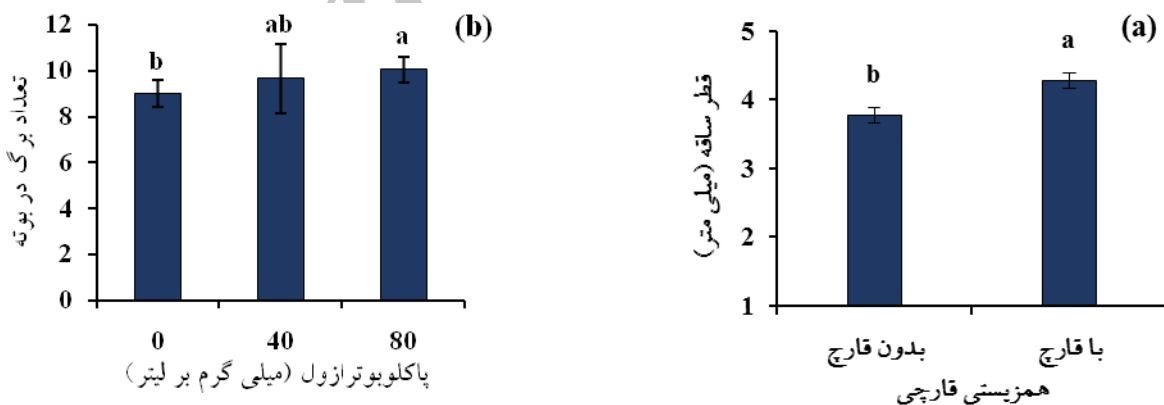 (b)
تعداد برگ در بوته
12
10
8
6
4
2
0
b
ab
a
0 40 80
پاکلوبوترازول (میلی گرم بر لیتر)
(a)
قطر ساقه (میلی متر)
5
4
3
2
1
b
a
بدون قارچ با قارچ
همزیستی قارچی